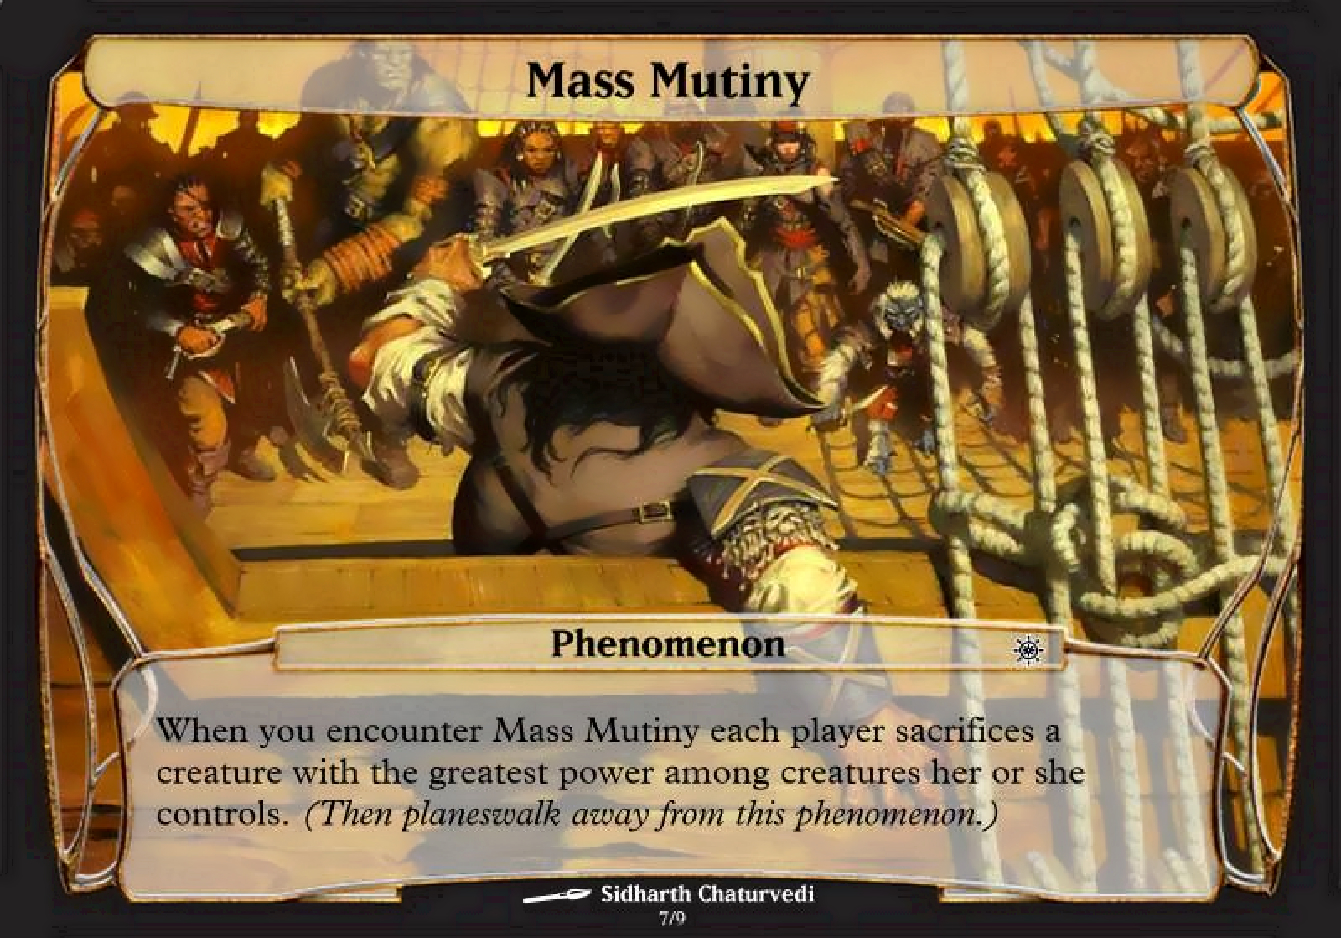 Mass Mutiny
Phenomenon
When you encounter Mass Mutiny each player sacrifices a
creature with the greatest power among creatures her or she
controls. (Then planeswalk away from this phenomenon.)
Sidharth Chaturvedi
7/9